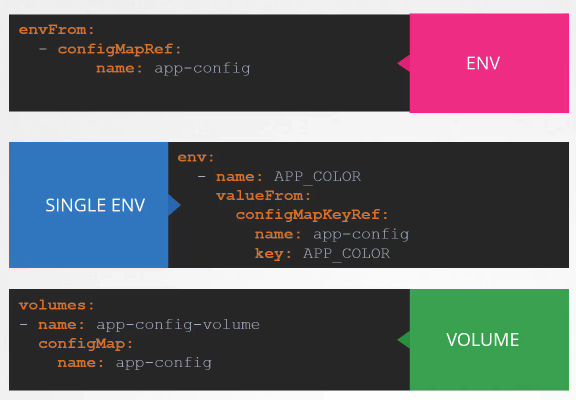 envFrom:
- configMapRef:
name: app-config
ENV
SINGLE ENV
env:
- name: APP_COLOR
valueFrom:
configMapKeyRef:
name: app-config
key: APP_COLOR
volumes:
- name: app-config-volume
configMap:
name: app-config
VOLUME